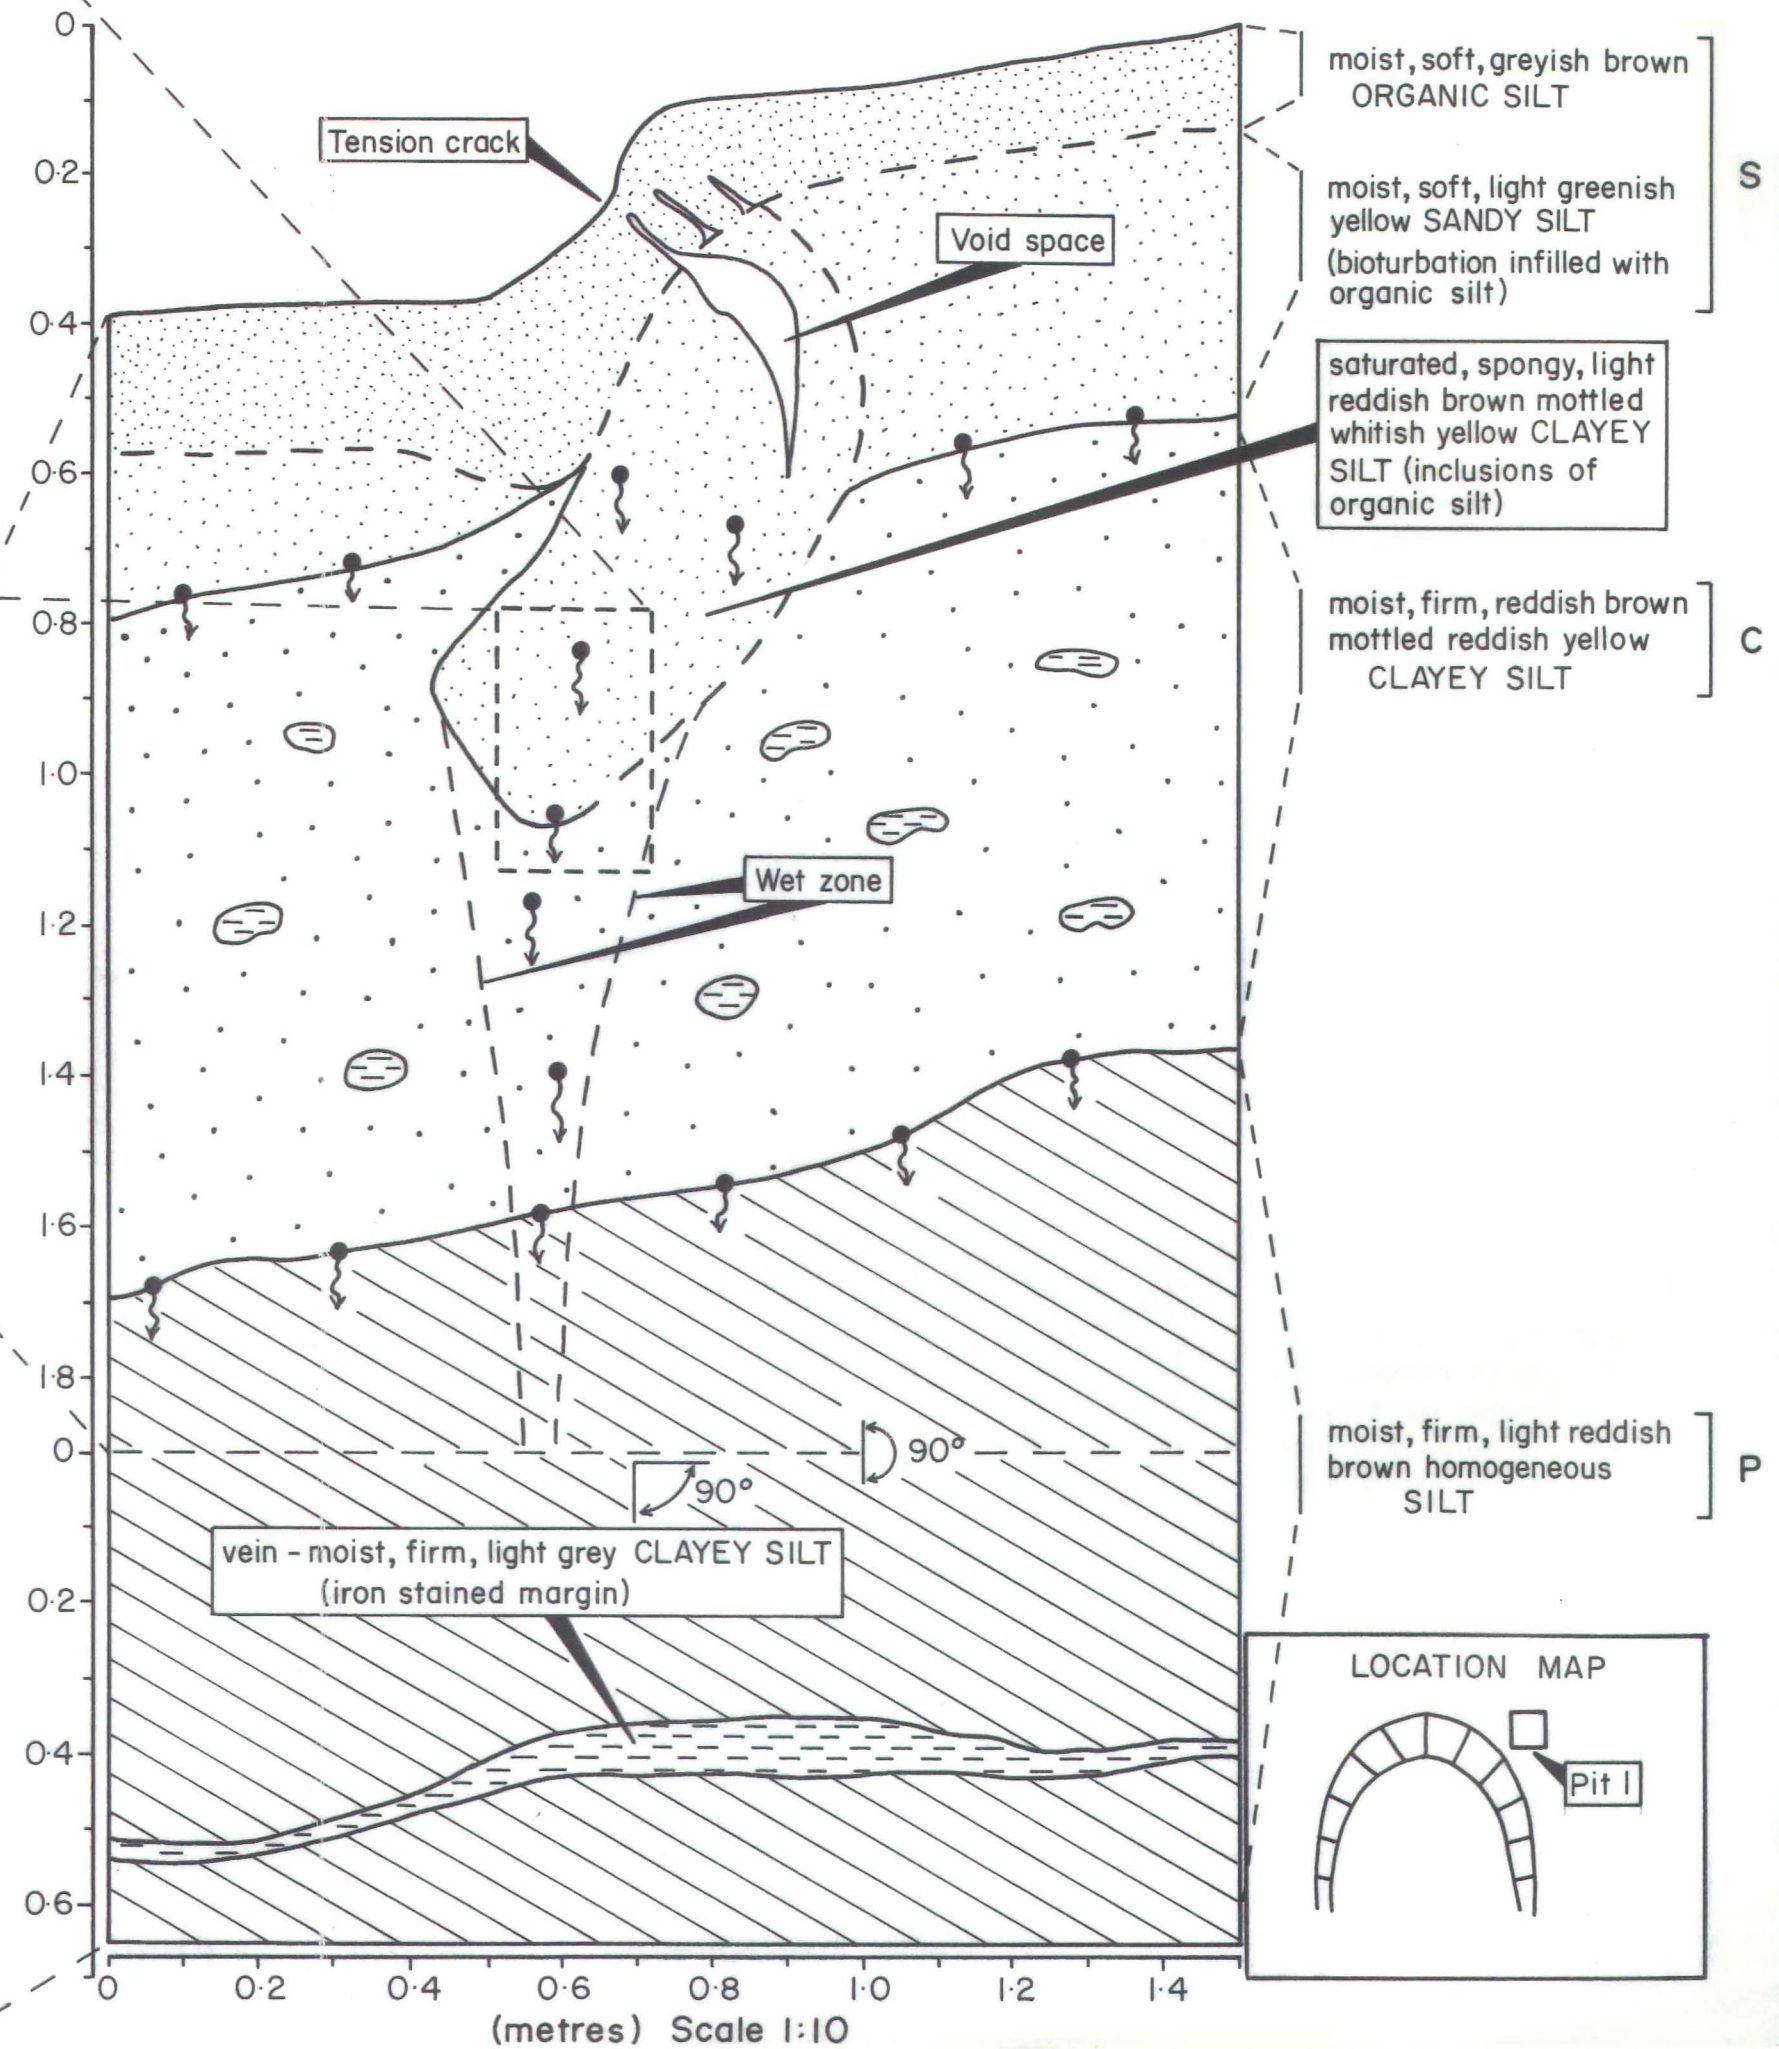 0
0·2
0·4
0·6
0·8
1·0
1·2
1·4
1·6
1·8
0
0·2
0·4
0·6
Tension crack
Void space
Wet zone
90°
90°
vein - moist, firm, light grey CLAYEY SILT
(iron stained margin)
moist, soft, greyish brown
ORGANIC SILT
moist, soft, light greenish
yellow SANDY SILT
(bioturbation infilled with
organic silt)
S
saturated, spongy, light
reddish brown mottled
whitish yellow CLAYEY
SILT (inclusions of
organic silt)
moist, firm, reddish brown
mottled reddish yellow
CLAYEY SILT
C
moist, firm, light reddish
brown homogeneous
SILT
P
LOCATION MAP
Pit 1
0 0·2 0·4 0·6 0·8 1·0 1·2 1·4
(metres) Scale 1:10